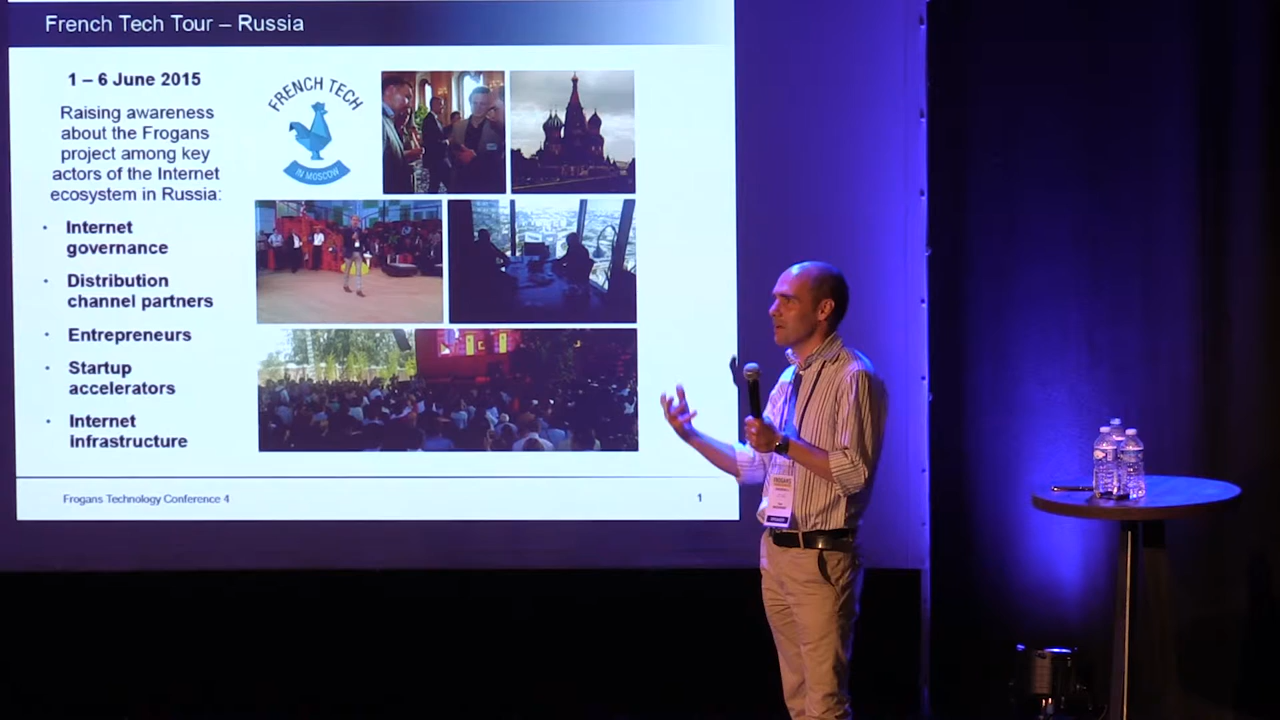 French Tech Tour – Russia
1 – 6 June 2015
Raising awareness
about the Frogans
project among key
actors of the Internet
ecosystem in Russia:
• Internet
governance
• Distribution
channel partners
• Entrepreneurs
• Startup
accelerators
• Internet
infrastructure
FRENCH TECH
IN MOSCOW
Frogans Technology Conference 4
1
FROGANS